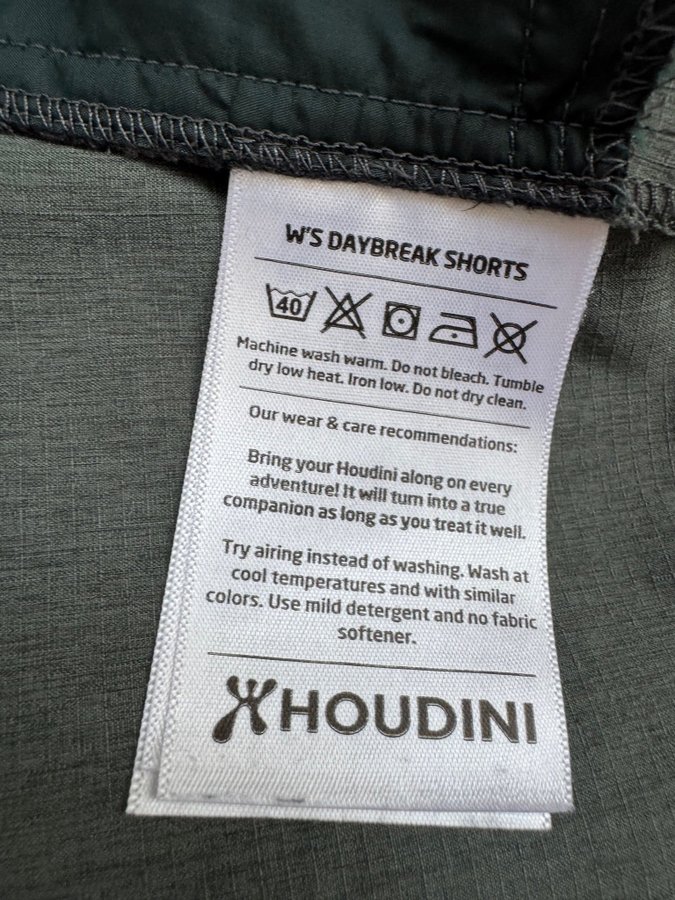 W'S DAYBREAK SHORTS
40
Machine wash warm. Do not bleach. Tumble
dry low heat. Iron low. Do not dry clean.
Our wear & care recommendations:
Bring your Houdini along on every
adventure! It will turn into a true
companion as long as you treat it well.
Try airing instead of washing. Wash at
cool temperatures and with similar
colors. Use mild detergent and no fabric
softener.
HOUDINI